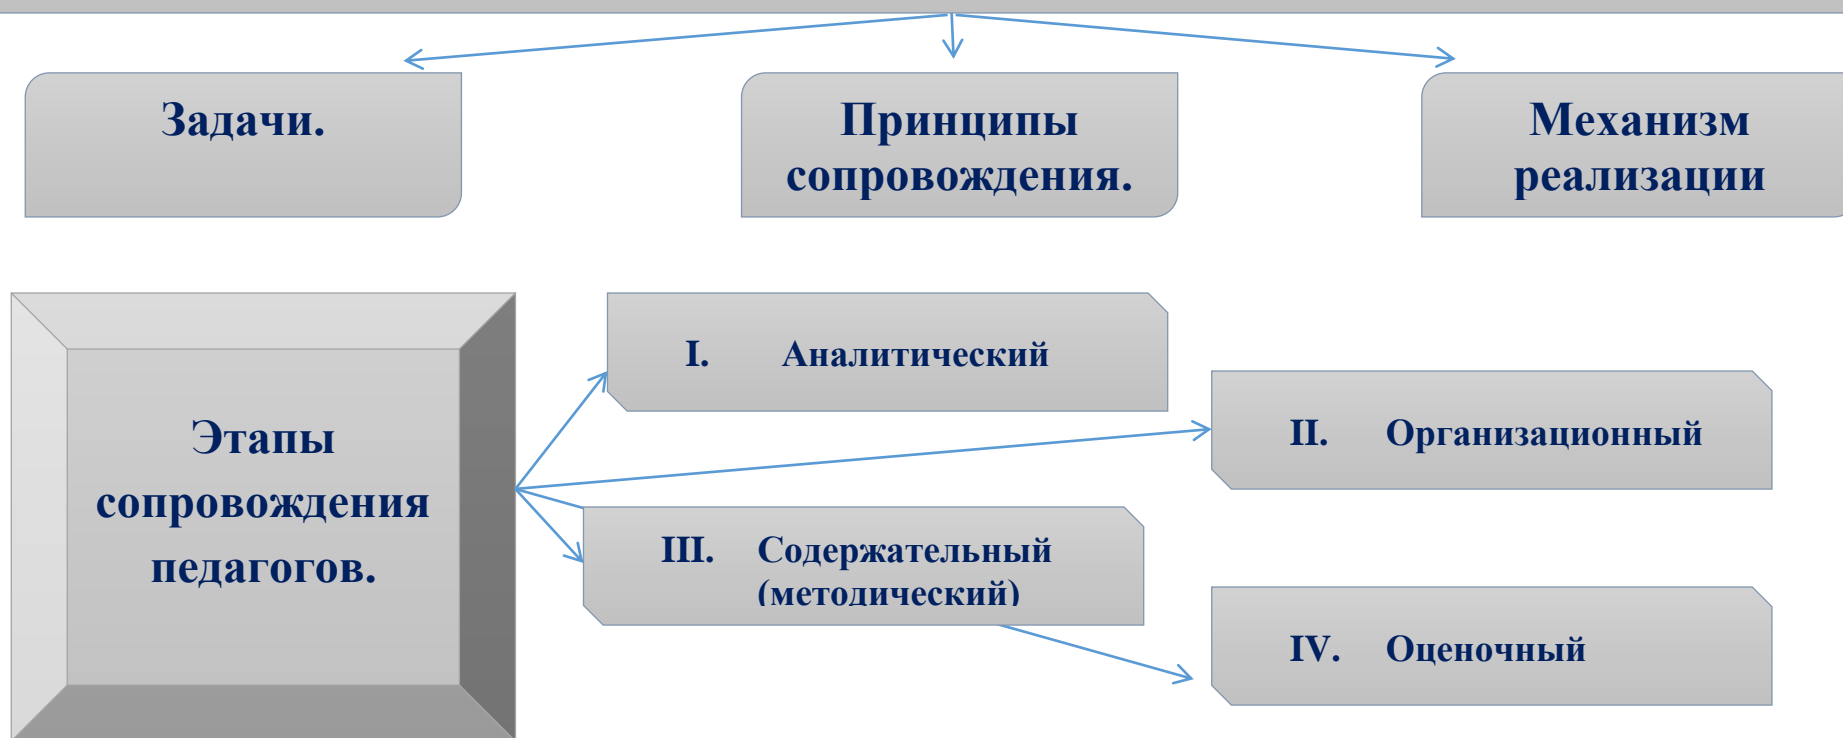 Задачи.
Принципы
сопровождения.
Механизм
реализации
Этапы
сопровождения
педагогов.
I. Аналитический
II. Организационный
III. Содержательный
(методический)
IV. Оценочный